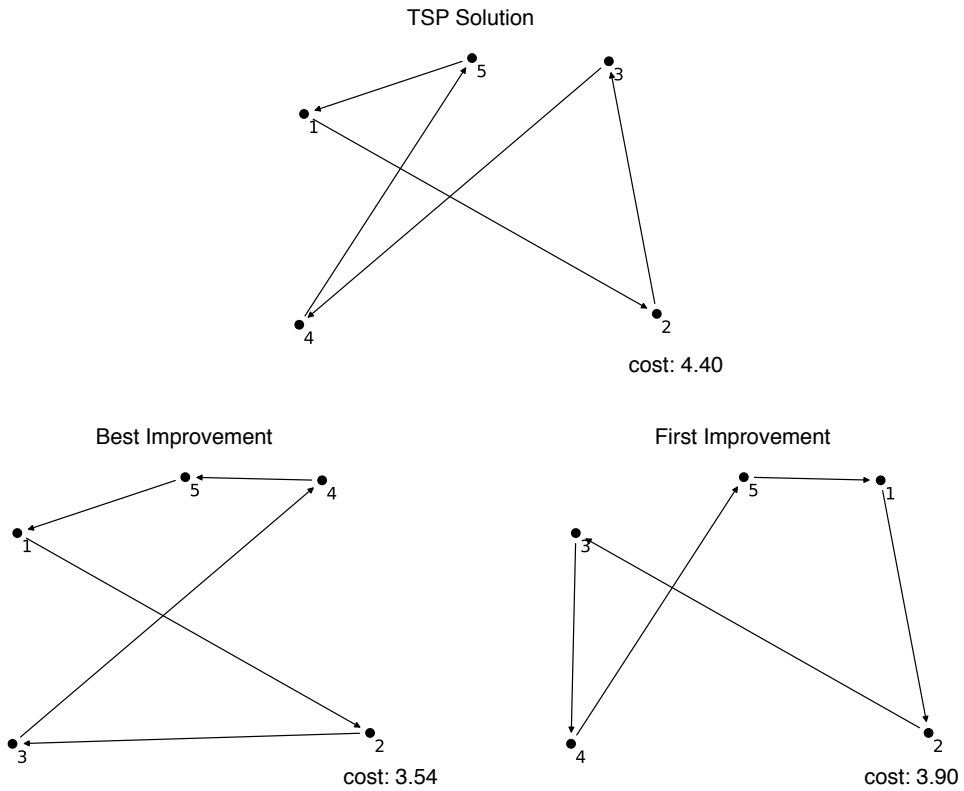 TSP Solution
5
3
1
4
2
cost: 4.40
Best Improvement
5
4
1
3
2
cost: 3.54
First Improvement
5
1
3
4
2
cost: 3.90